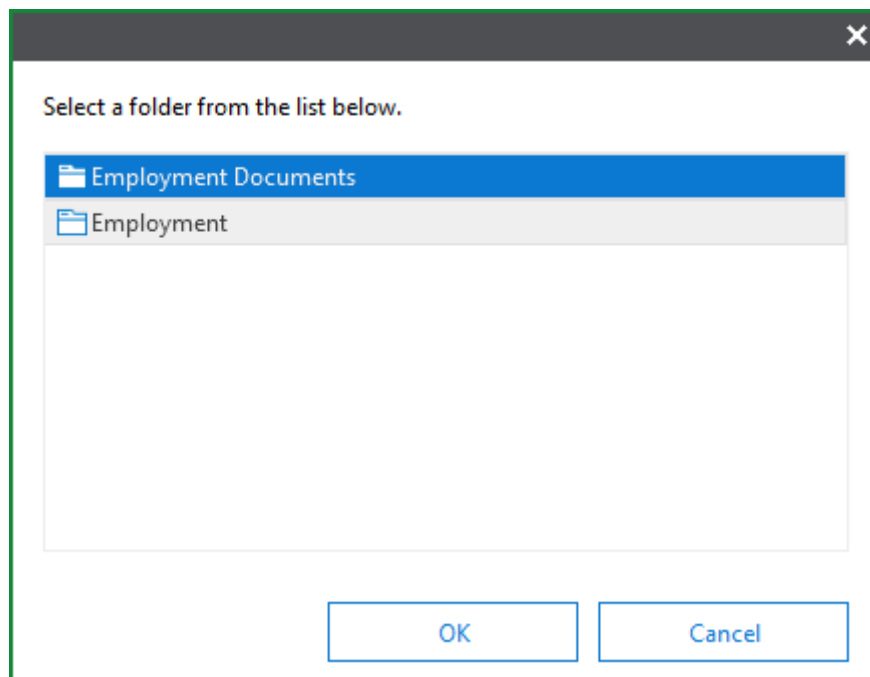 Select a folder from the list below.
Employment Documents
Employment
OK
Cancel